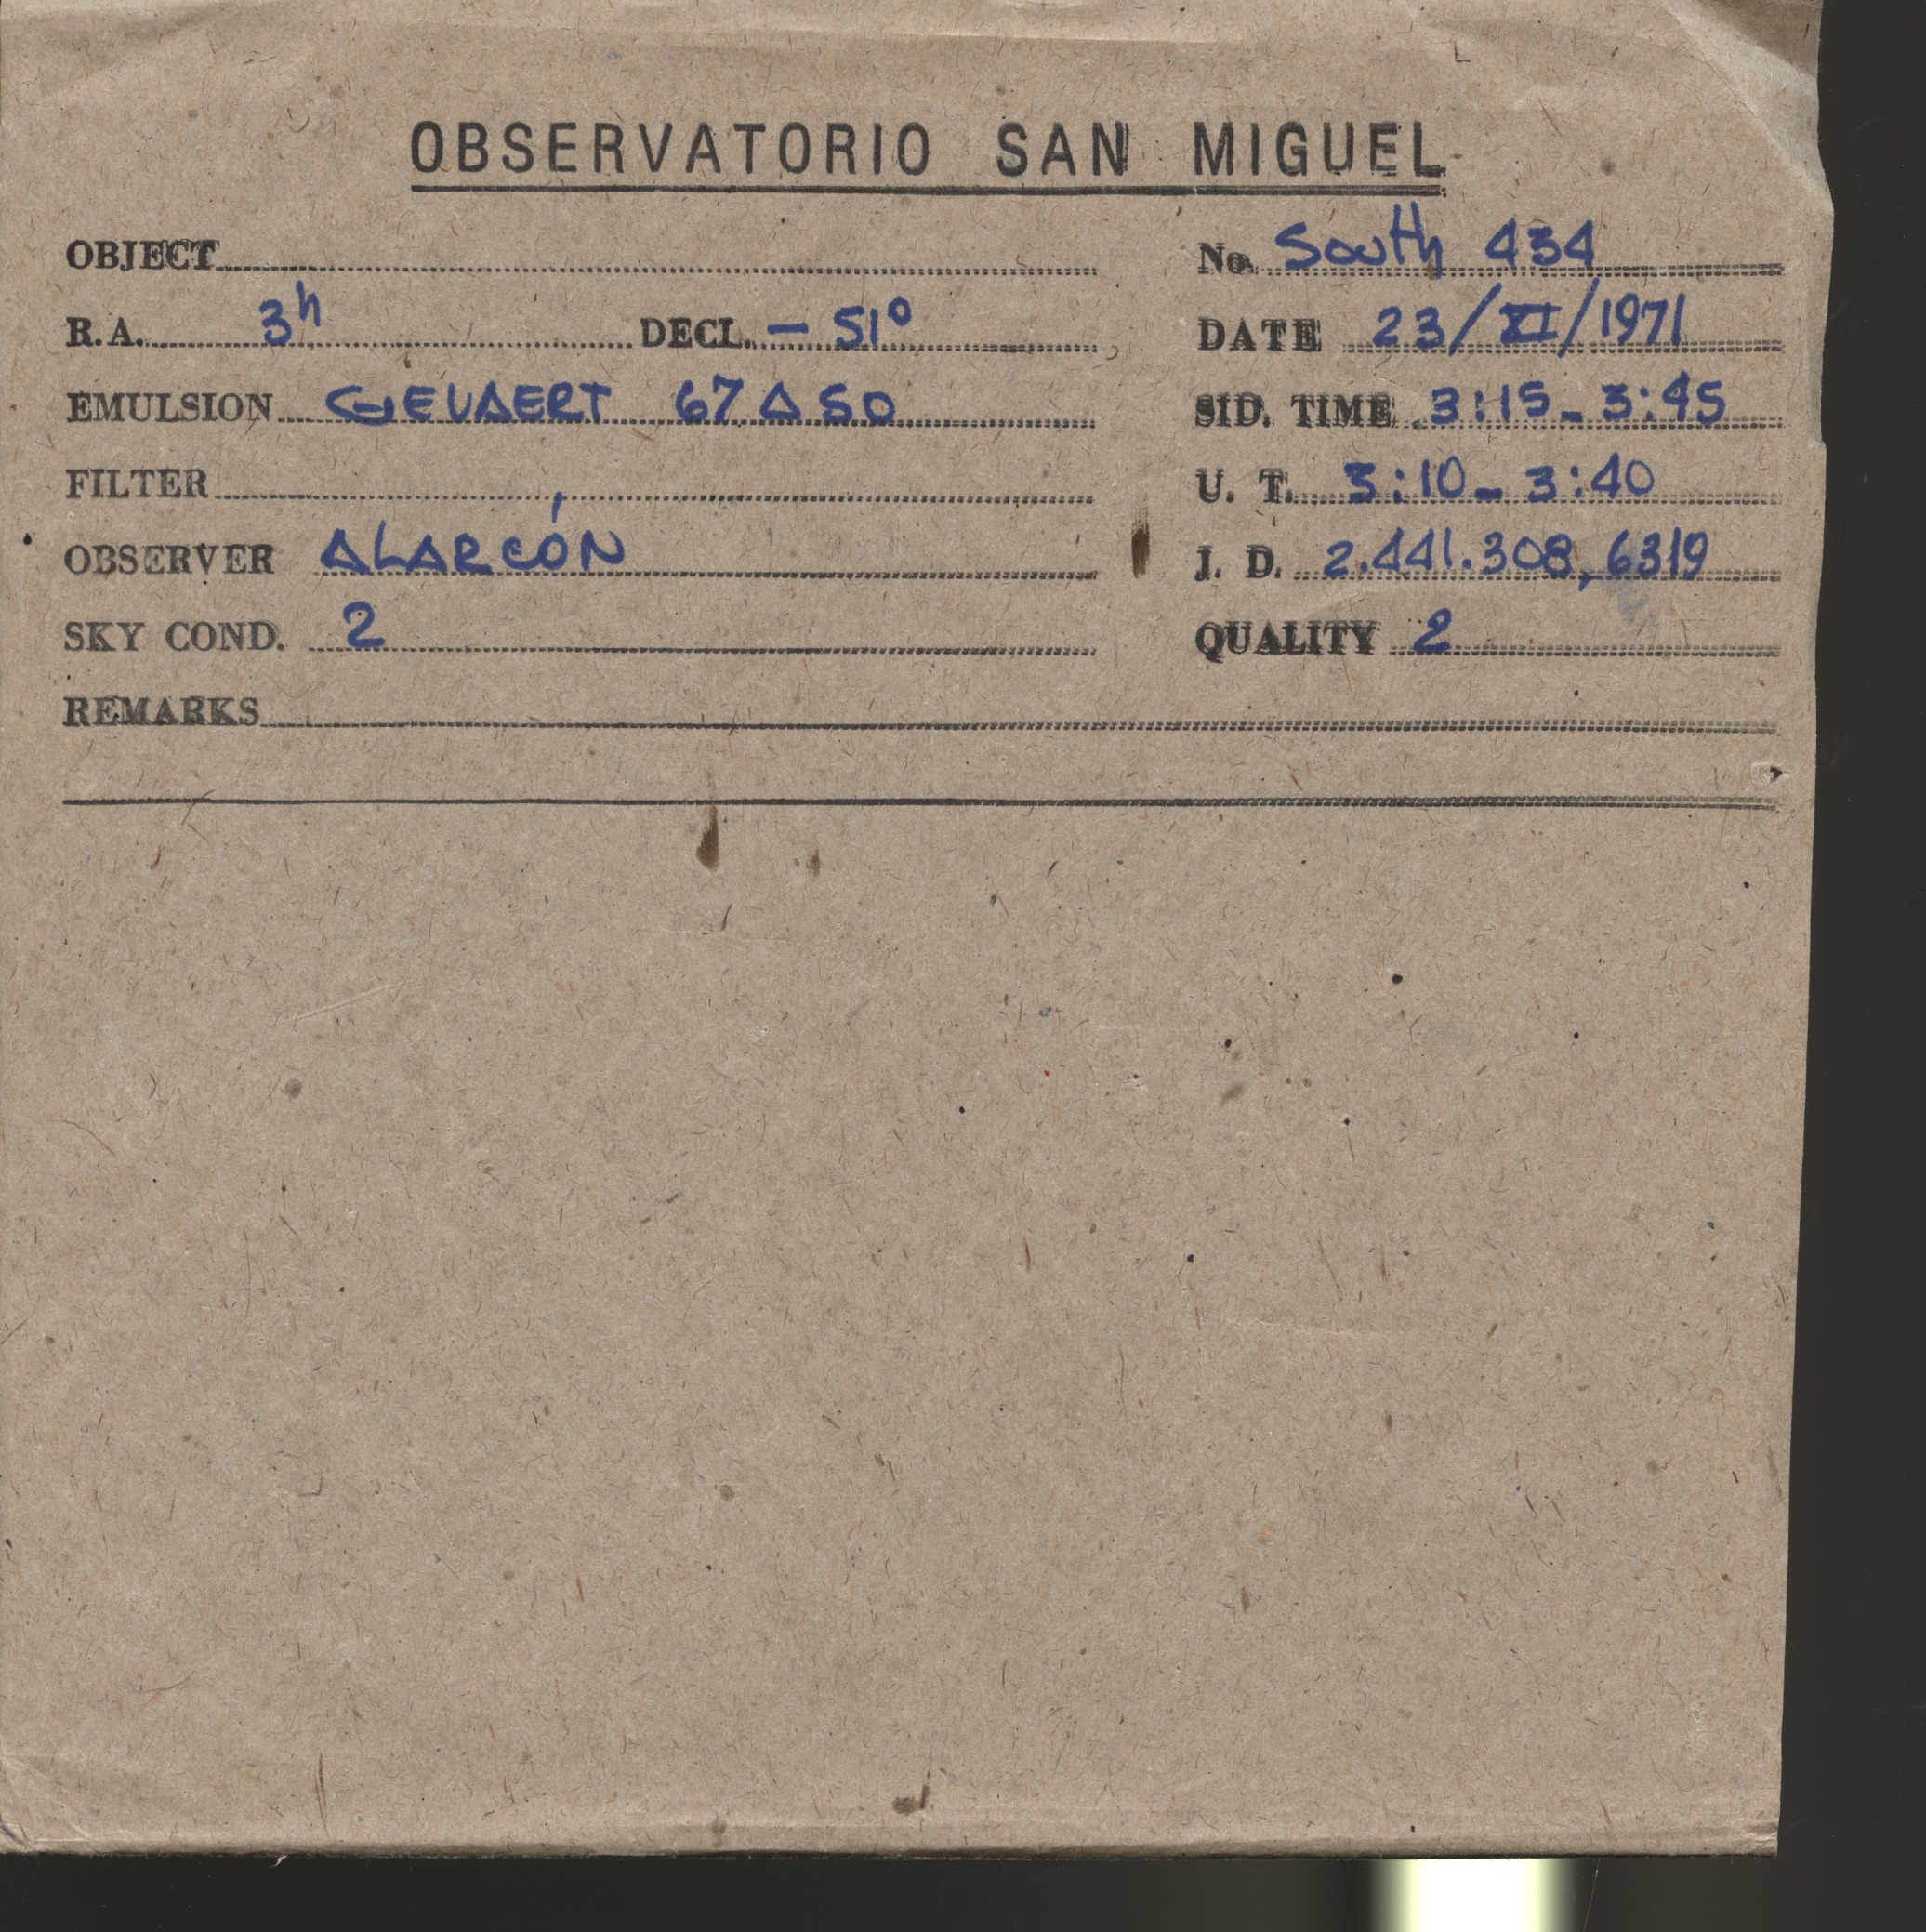 OBSERVATORIO SAN MIGUEL
OBJECT No. South 434
R.A. 3h DECL. - 51° DATE 23/XI/1971
EMULSION GEVAERT 67A50 SID. TIME 3:15 - 3:45
FILTER U. T. 3:10 - 3:40
OBSERVER ALARCÓN J. D. 2.441.308,6319
SKY COND. 2 QUALITY 2
REMARKS